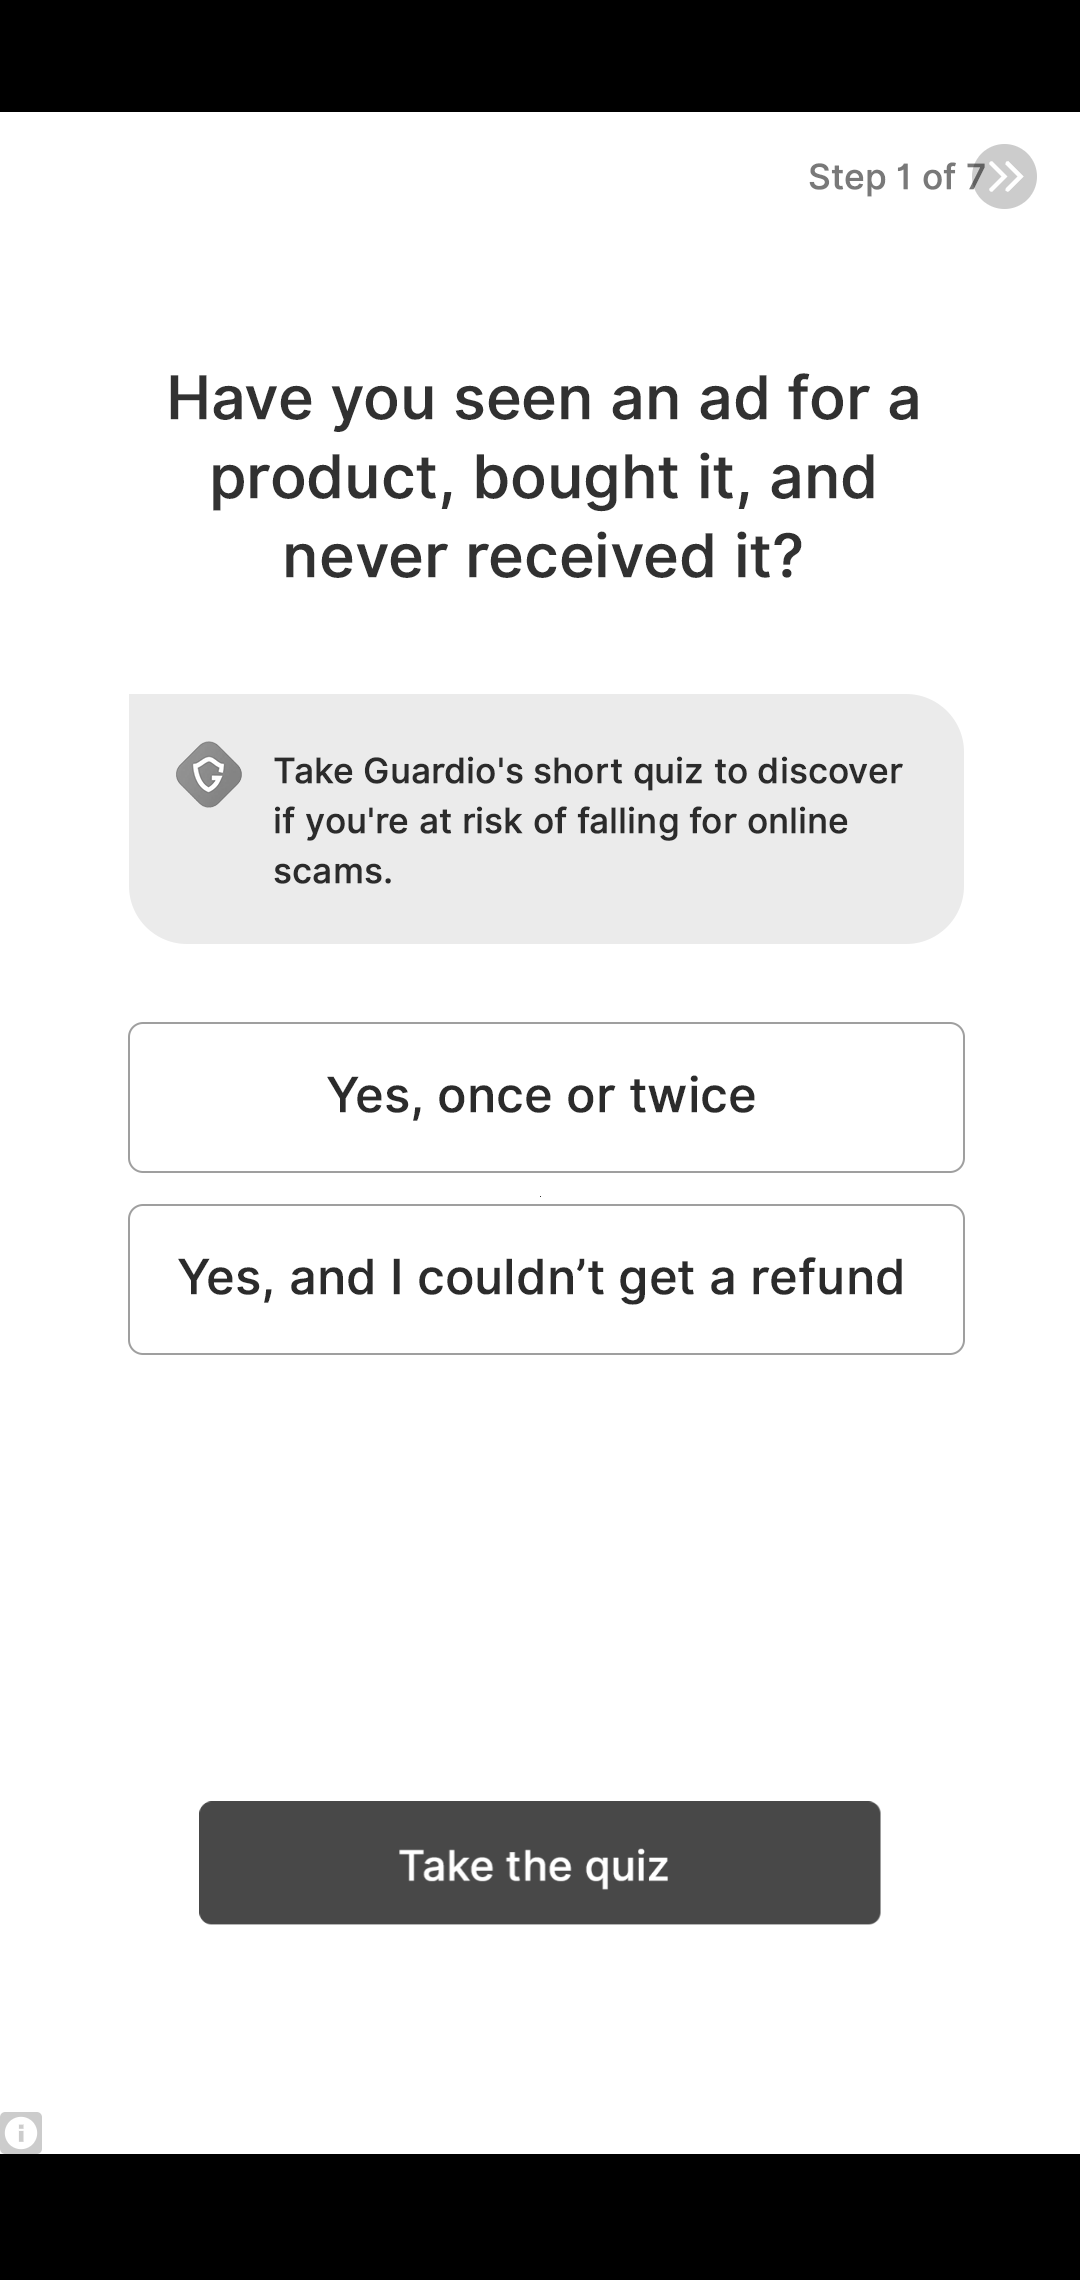 Step 1 of 7
Have you seen an ad for a
product, bought it, and
never received it?
Take Guardio's short quiz to discover
if you're at risk of falling for online
scams.
Yes, once or twice
Yes, and I couldn’t get a refund
Take the quiz